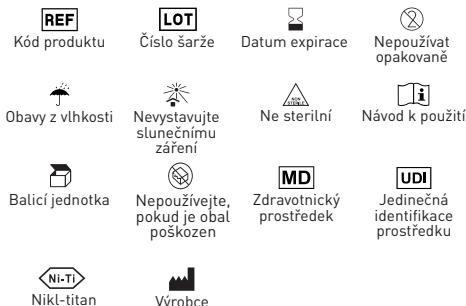 REF
LOT
2
Kód produktu
Číslo šarže
Datum expirace
Nepoužívat
opakovaně
NON
STERILE
i
Obavy z vlhkosti
Nevystavujte
slunečnímu
záření
Ne sterilní
Návod k použití
MD
UDI
Balicí jednotka
Nepoužívejte,
pokud je obal
poškozen
Zdravotnický
prostředek
Jedinečná
identifikace
prostředku
Ni-Ti
Nikl-titan
Výrobce